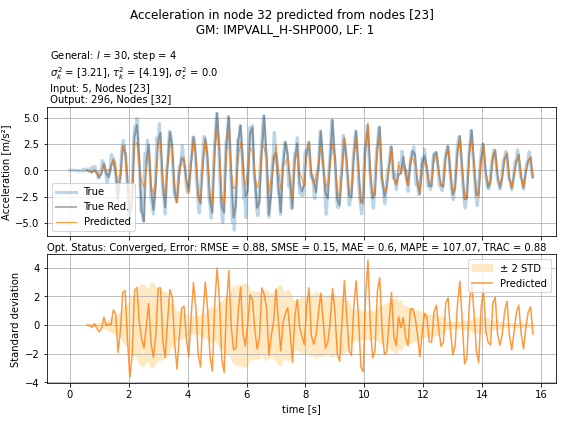 Acceleration in node 32 predicted from nodes [23]
GM: IMPVALL_H-SHP000, LF: 1
General: l = 30, step = 4
σ²ₖ = [3.21], τ²ₖ = [4.19], σ²ε = 0.0
Input: 5, Nodes [23]
Output: 296, Nodes [32]
Acceleration [m/s²]
5.0
2.5
0.0
−2.5
−5.0
True
True Red.
Predicted
Opt. Status: Converged, Error: RMSE = 0.88, SMSE = 0.15, MAE = 0.6, MAPE = 107.07, TRAC = 0.88
Standard deviation
4
2
0
−2
−4
± 2 STD
Predicted
0 2 4 6 8 10 12 14 16
time [s]